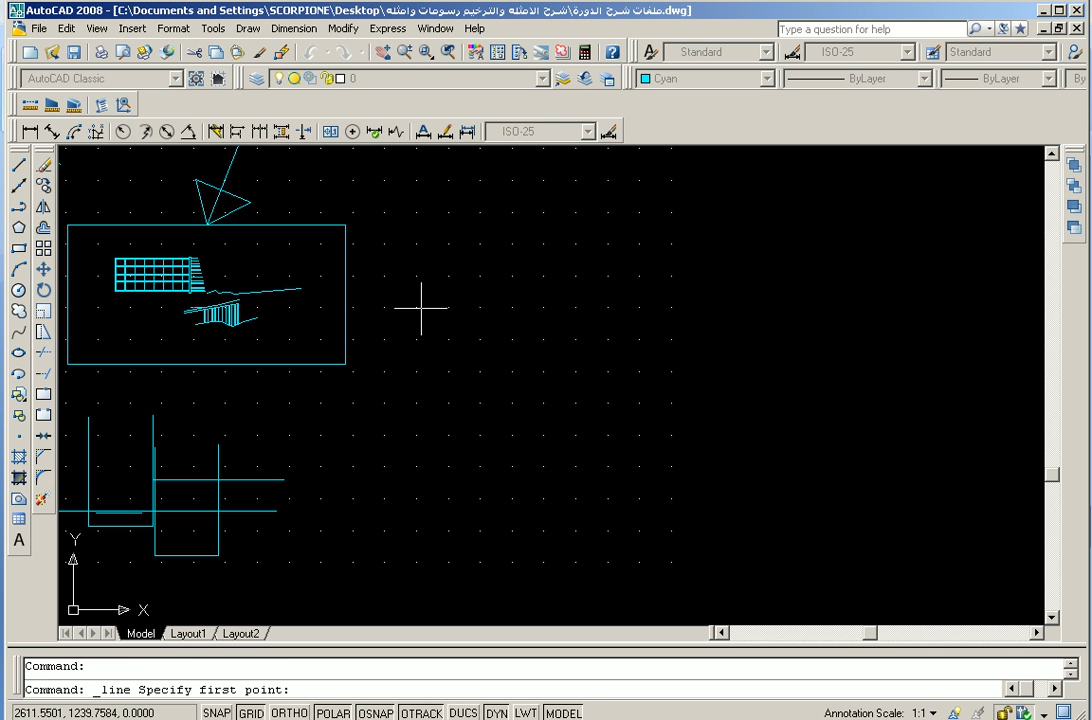 AutoCAD 2008 - [C:\Documents and Settings\SCORPIONE\Desktop\ملفات شرح الدورة\شرح الامثله والترخيم رسومات وامثله.dwg]
File Edit View Insert Format Tools Draw Dimension Modify Express Window Help
Type a question for help
Standard ISO-25 Standard
AutoCAD Classic 0 Cyan ByLayer ByLayer By
ISO-25
A
Y
X
Model Layout1 Layout2
Command:
Command: _line Specify first point:
2611.5501, 1239.7584, 0.0000 SNAP GRID ORTHO POLAR OSNAP OTRACK DUCS DYN LWT MODEL Annotation Scale: 1:1